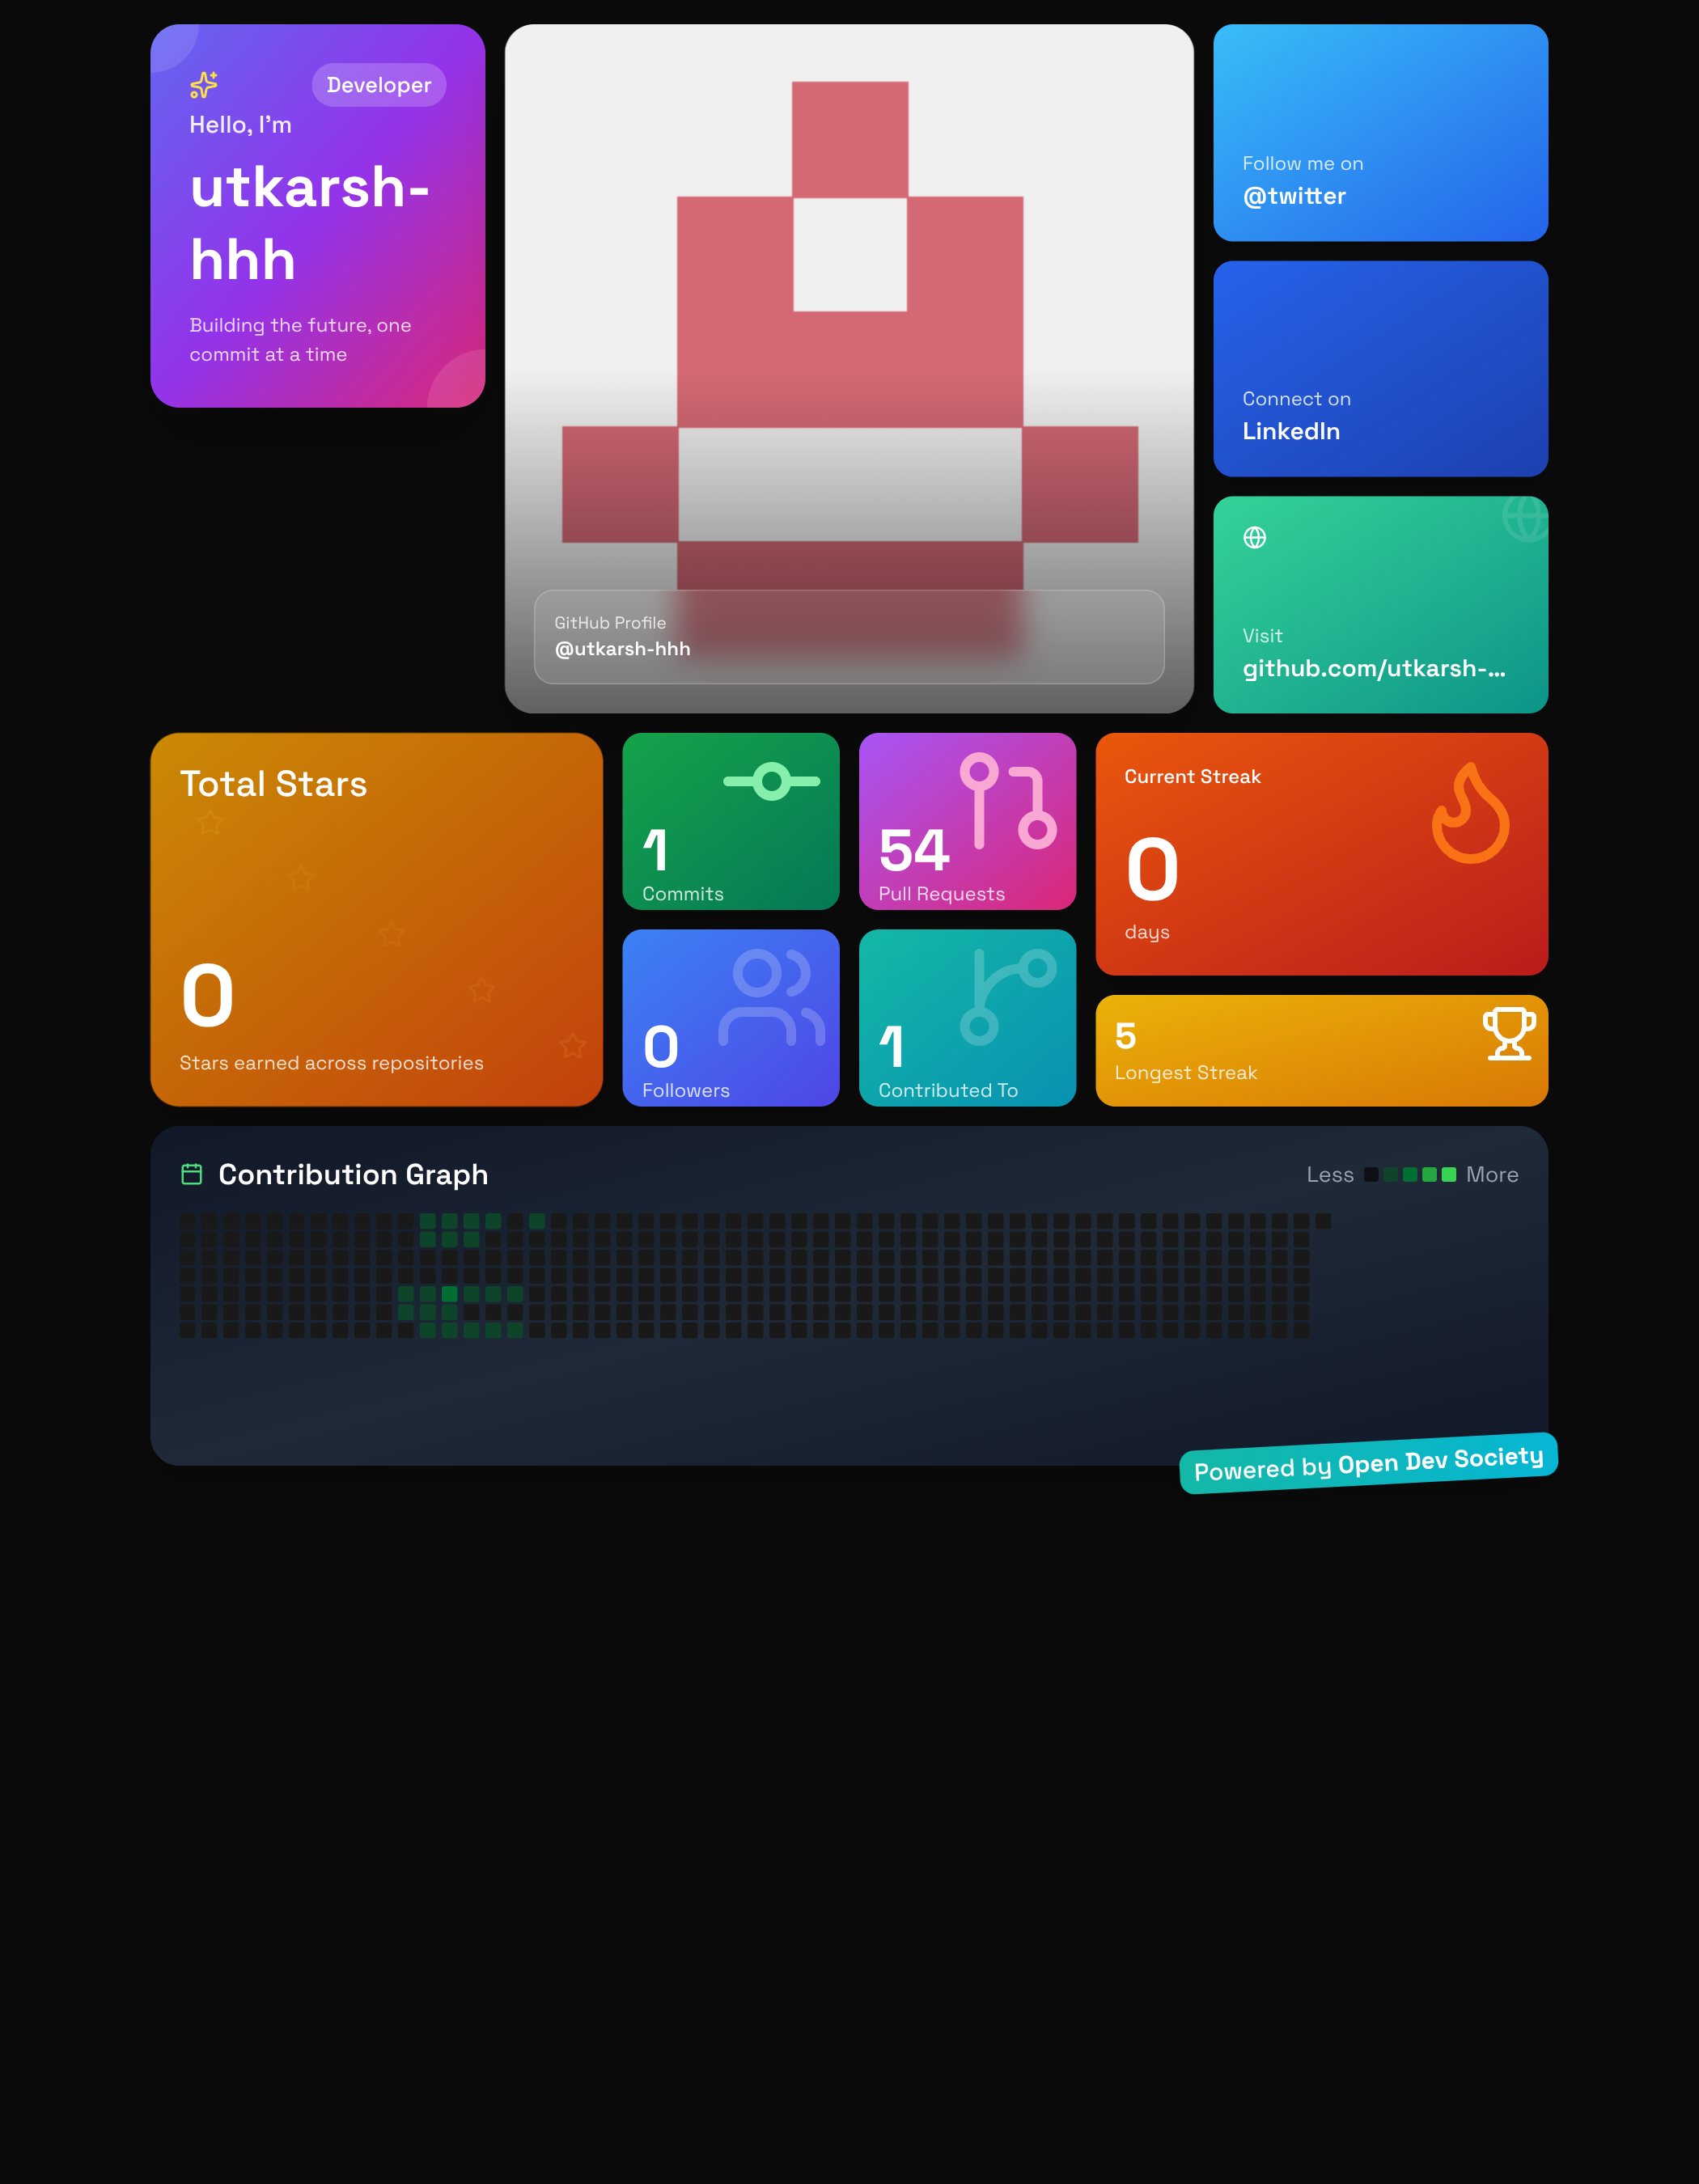 Developer
Hello, I'm
utkarsh-
hhh
Building the future, one
commit at a time
GitHub Profile
@utkarsh-hhh
Follow me on
@twitter
Connect on
LinkedIn
Visit
github.com/utkarsh-...
Total Stars
0
Stars earned across repositories
1
Commits
54
Pull Requests
0
Followers
1
Contributed To
Current Streak
0
days
5
Longest Streak
Contribution Graph
Less
More
Powered by Open Dev Society